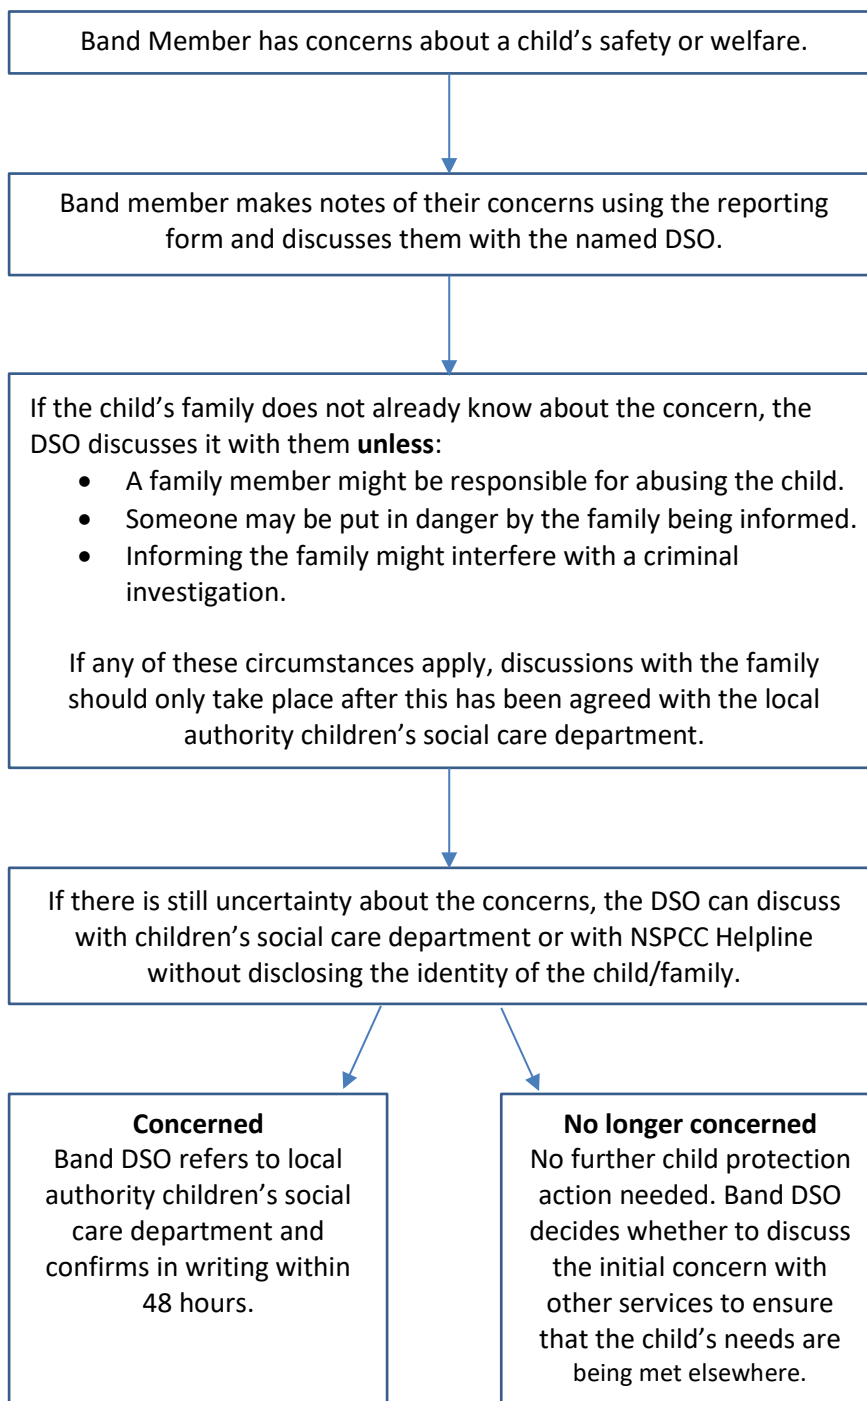 Band Member has concerns about a child’s safety or welfare.
Band member makes notes of their concerns using the reporting
form and discusses them with the named DSO.
If the child’s family does not already know about the concern, the
DSO discusses it with them unless:
• A family member might be responsible for abusing the child.
• Someone may be put in danger by the family being informed.
• Informing the family might interfere with a criminal
investigation.
If any of these circumstances apply, discussions with the family
should only take place after this has been agreed with the local
authority children’s social care department.
If there is still uncertainty about the concerns, the DSO can discuss
with children’s social care department or with NSPCC Helpline
without disclosing the identity of the child/family.
Concerned
Band DSO refers to local
authority children’s social
care department and
confirms in writing within
48 hours.
No longer concerned
No further child protection
action needed. Band DSO
decides whether to discuss
the initial concern with
other services to ensure
that the child’s needs are
being met elsewhere.